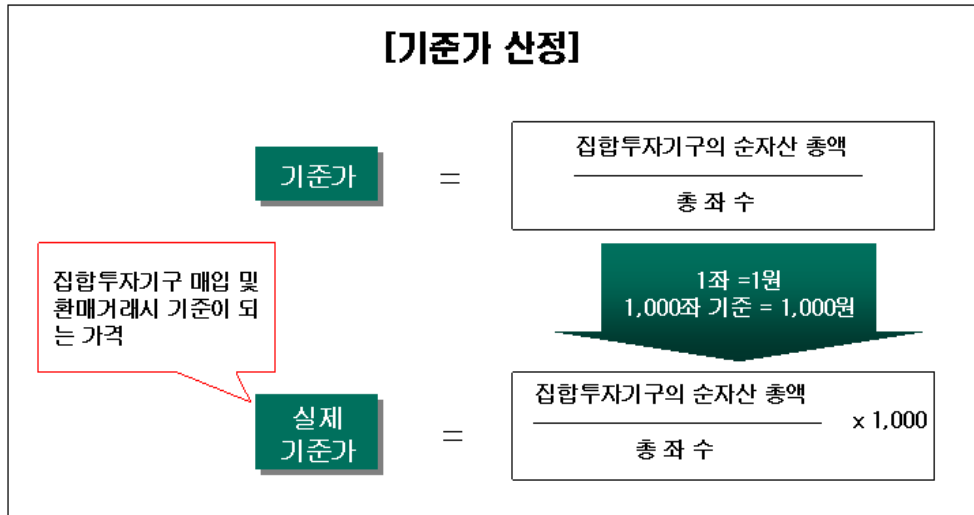 [기준가 산정]
기준가
=
집합투자기구의 순자산 총액
총 좌 수
집합투자기구 매입 및
환매거래시 기준이 되
는 가격
1좌 =1원
1,000좌 기준 = 1,000원
실제
기준가
=
집합투자기구의 순자산 총액
총 좌 수
x 1,000